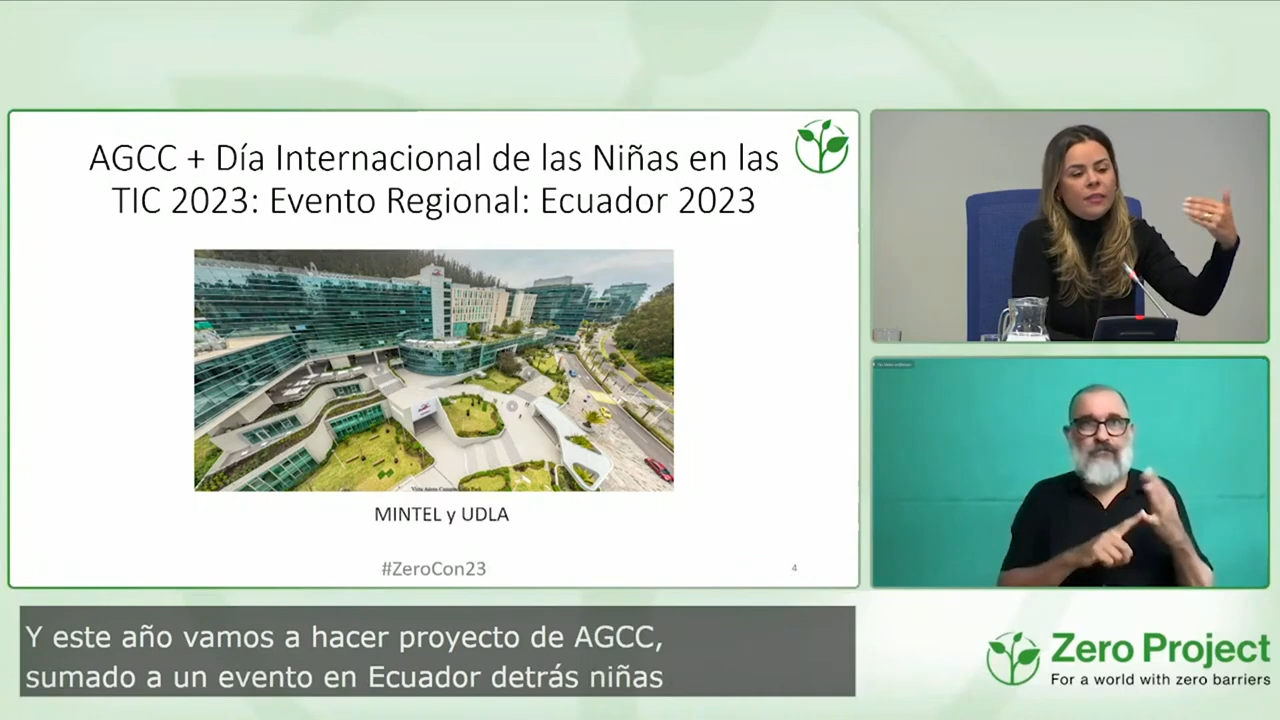 AGCC + Día Internacional de las Niñas en las
TIC 2023: Evento Regional: Ecuador 2023
MINTEL y UDLA
#ZeroCon23
4
Y este año vamos a hacer proyecto de AGCC,
sumado a un evento en Ecuador detrás niñas
Zero Project
For a world with zero barriers